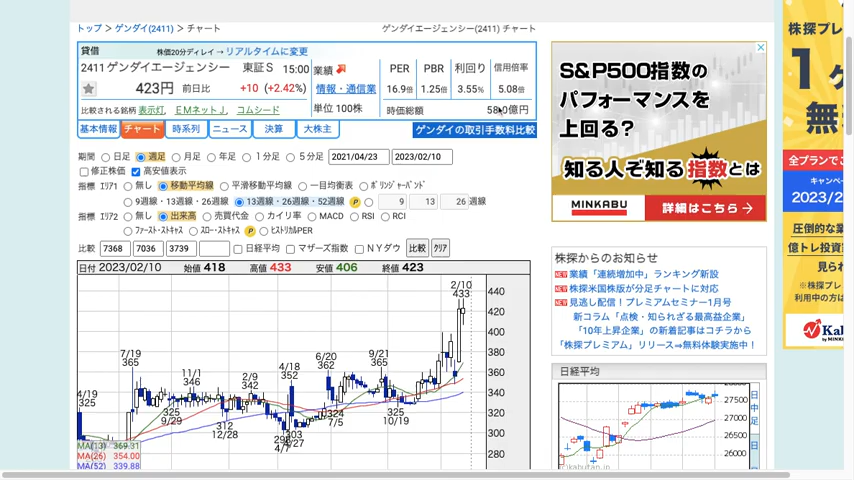 トップ > ゲンダイ(2411) > チャート
ゲンダイエージェンシー(2411) チャート
貸借
株価20分ディレイ → リアルタイムに変更
2411 ゲンダイエージェンシー 東証S 15:00
423円 前日比 +10 (+2.42%)
比較される銘柄 表示灯, EMネットJ, コムシード
業績
情報・通信業
単位 100株
PER PBR 利回り 信用倍率
16.9倍 1.25倍 3.55% 5.08倍
時価総額
億円
基本情報 チャート 時系列 ニュース 決算 大株主
ゲンダイの取引手数料比較
期間 日足 週足 月足 年足 1分足 5分足 2021/04/23 2023/02/10
修正株価 高安値表示
指標 エリア1 無し 移動平均線 平滑移動平均線 一目均衡表 ボリンジャーバンド
9週線・13週線・26週線 13週線・26週線・52週線 P 9 13 26 週線
指標 エリア2 無し 出来高 売買代金 カイリ率 MACD RSI RCI
ファースト・ストキャス スロー・ストキャス P ヒストリカルPER
比較 7368 7036 3739 日経平均 マザーズ指数 NYダウ 比較 クリア
日付 2023/02/10 始値 418 高値 433 安値 406 終値 423
2/10
433
440
420
400
380
360
340
320
300
280
7/19
365
11/1
346
2/9
342
4/18
352
6/20
362
9/21
365
4/19
325
325
9/29
312
12/28
4/7
303
324
7/5
325
10/19
MA(13) 369.31
MA(26) 354.00
MA(52) 339.88
S&P500指数の
パフォーマンスを
上回る?
知る人ぞ知る指数とは
MINKABU
詳細はこちら
株探からのお知らせ
NEW 業績「連続増加中」ランキング新設
NEW 株探米国株版が分足チャートに対応
NEW 見逃し配信!プレミアムセミナー1月号
新コラム「点検・知られざる最高益企業」
「10年上昇企業」の新着記事はコチラから
「株探プレミアム」リリース⇒無料体験実施中!
日経平均
27500
27000
26500
26000
日
中
足
日
kabutan.jp
株探プレ
1ヶ
無
全プランでこ
キャンペ
2023/2
圧倒的な業
億トレ投資
見られ
※株探プレ
利用中の方は
Kab
by MINKAB